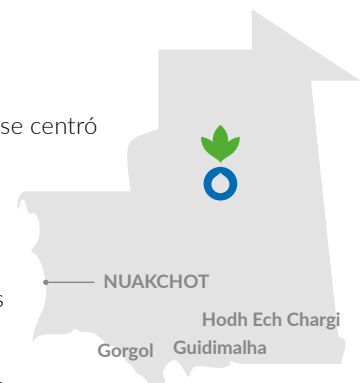 se centró
NUAKCHOT
s
Hodh Ech Chargi
Gorgol Guidimalha